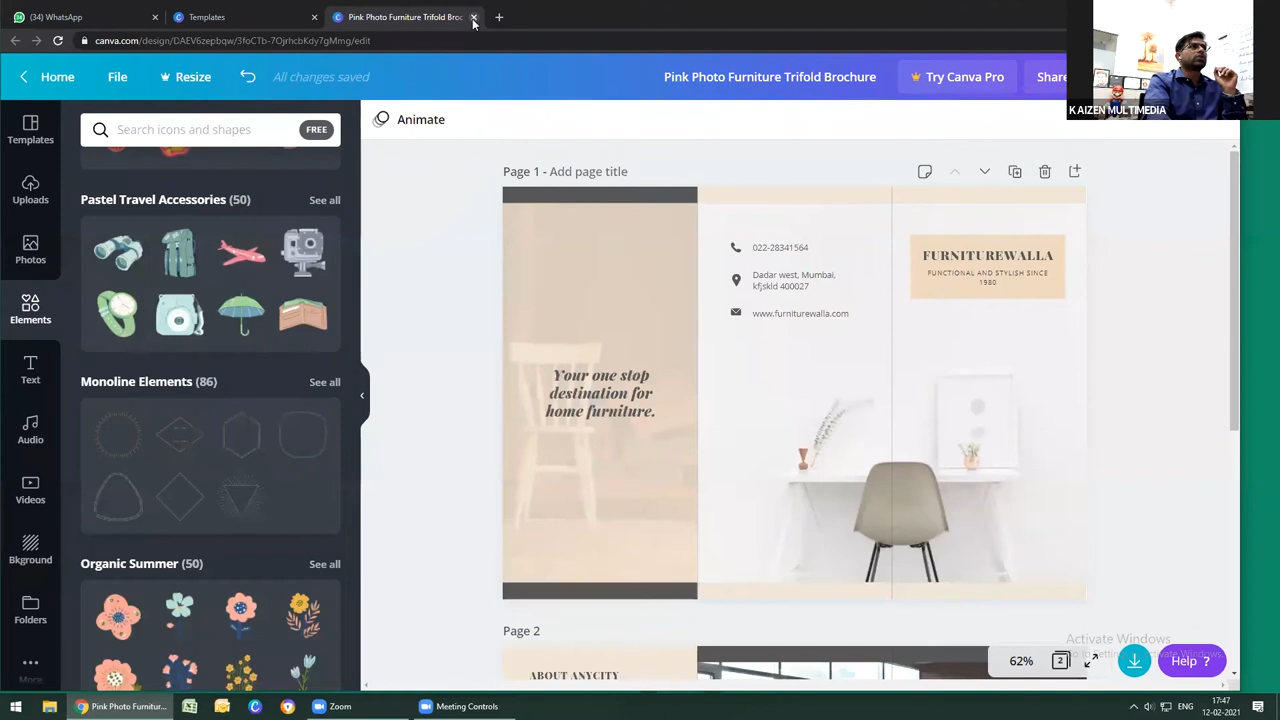 (34) WhatsApp
Templates
Pink Photo Furniture Trifold Broc
canva.com/design/DAEV6zepbqw/3foCTb-7OjrhcbKdy7gMmg/edit
Home
File
Resize
All changes saved
Pink Photo Furniture Trifold Brochure
Try Canva Pro
Share
KAIZEN MULTIMEDIA
Templates
Uploads
Photos
Elements
Text
Audio
Videos
Bkground
Folders
More
Search icons and shapes
FREE
Pastel Travel Accessories (50)
See all
Monoline Elements (86)
See all
Organic Summer (50)
See all
Animate
Page 1 - Add page title
Your one stop
destination for
home furniture.
022-28341564
Dadar west, Mumbai,
kfjskld 400027
www.furniturewalla.com
FURNITUREWALLA
FUNCTIONAL AND STYLISH SINCE
1980
Page 2
ABOUT ANYCITY
Activate Windows
62%
2
Help ?
Pink Photo Furnitur...
Zoom
Meeting Controls
ENG
17:47
12-02-2021